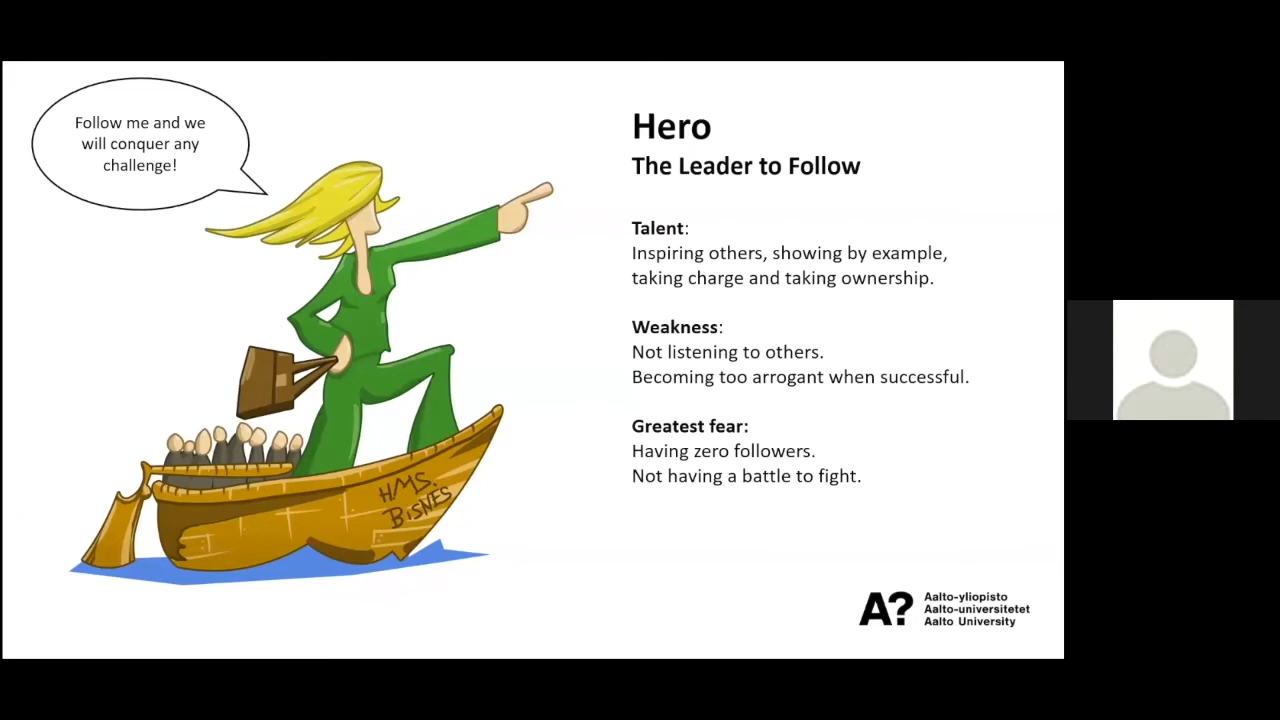 Follow me and we
will conquer any
challenge!
Hero
The Leader to Follow
Talent:
Inspiring others, showing by example,
taking charge and taking ownership.
Weakness:
Not listening to others.
Becoming too arrogant when successful.
Greatest fear:
Having zero followers.
Not having a battle to fight.
HMS.
BiSNES
A?
Aalto-yliopisto
Aalto-universitetet
Aalto University